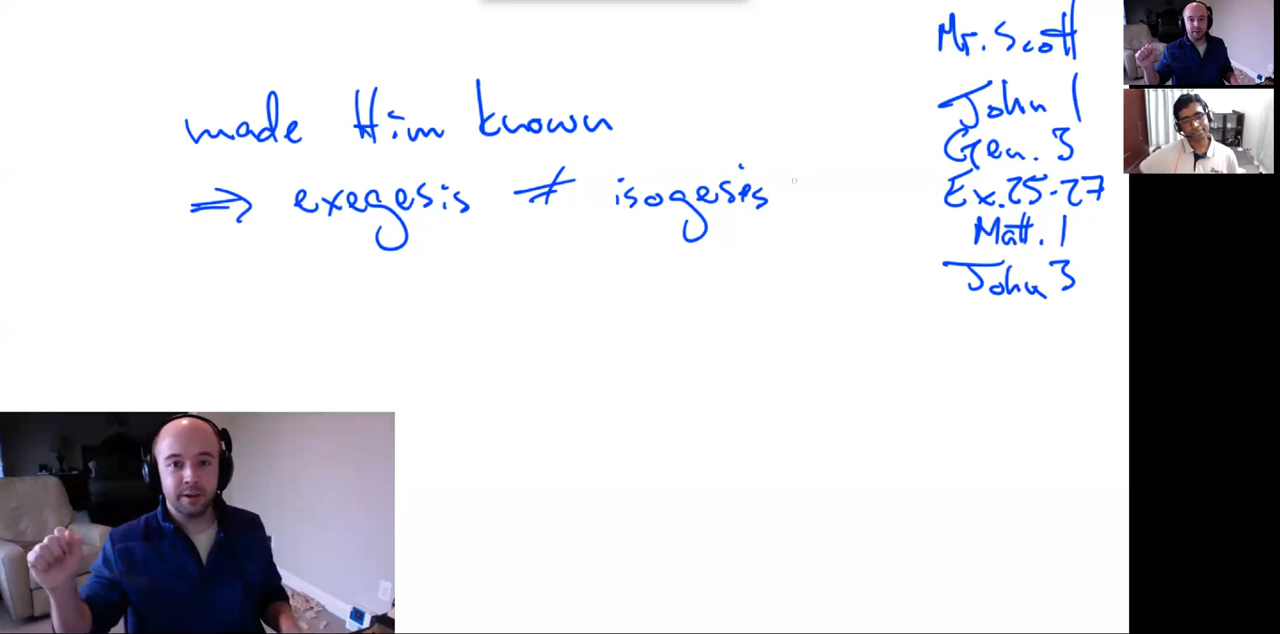 made Him known
⇒ exegesis ≠ isogesis
Mr. Scott
John 1
Gen. 3
Ex. 25-27
Matt. 1
John 3